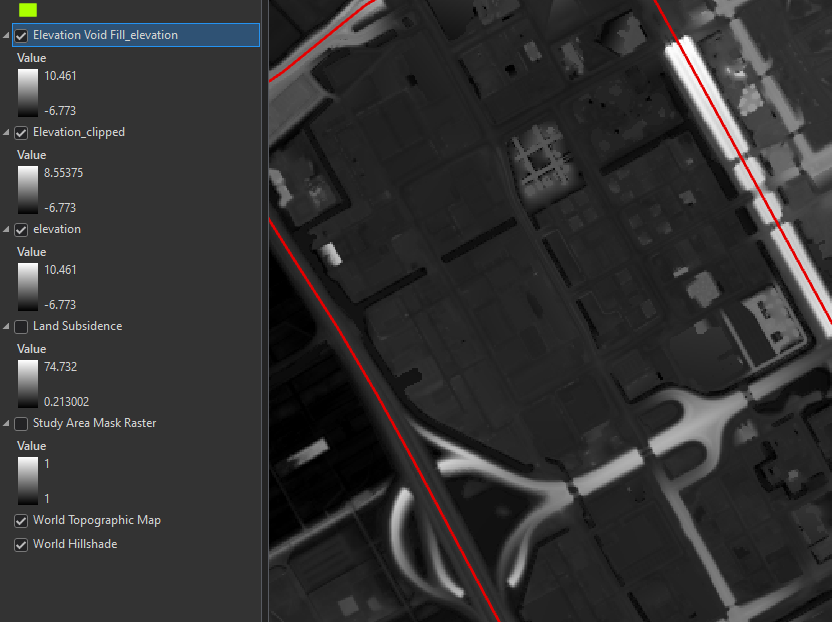 Elevation Void Fill_elevation
Value
10.461
-6.773
Elevation_clipped
Value
8.55375
-6.773
elevation
Value
10.461
-6.773
Land Subsidence
Value
74.732
0.213002
Study Area Mask Raster
Value
1
1
World Topographic Map
World Hillshade